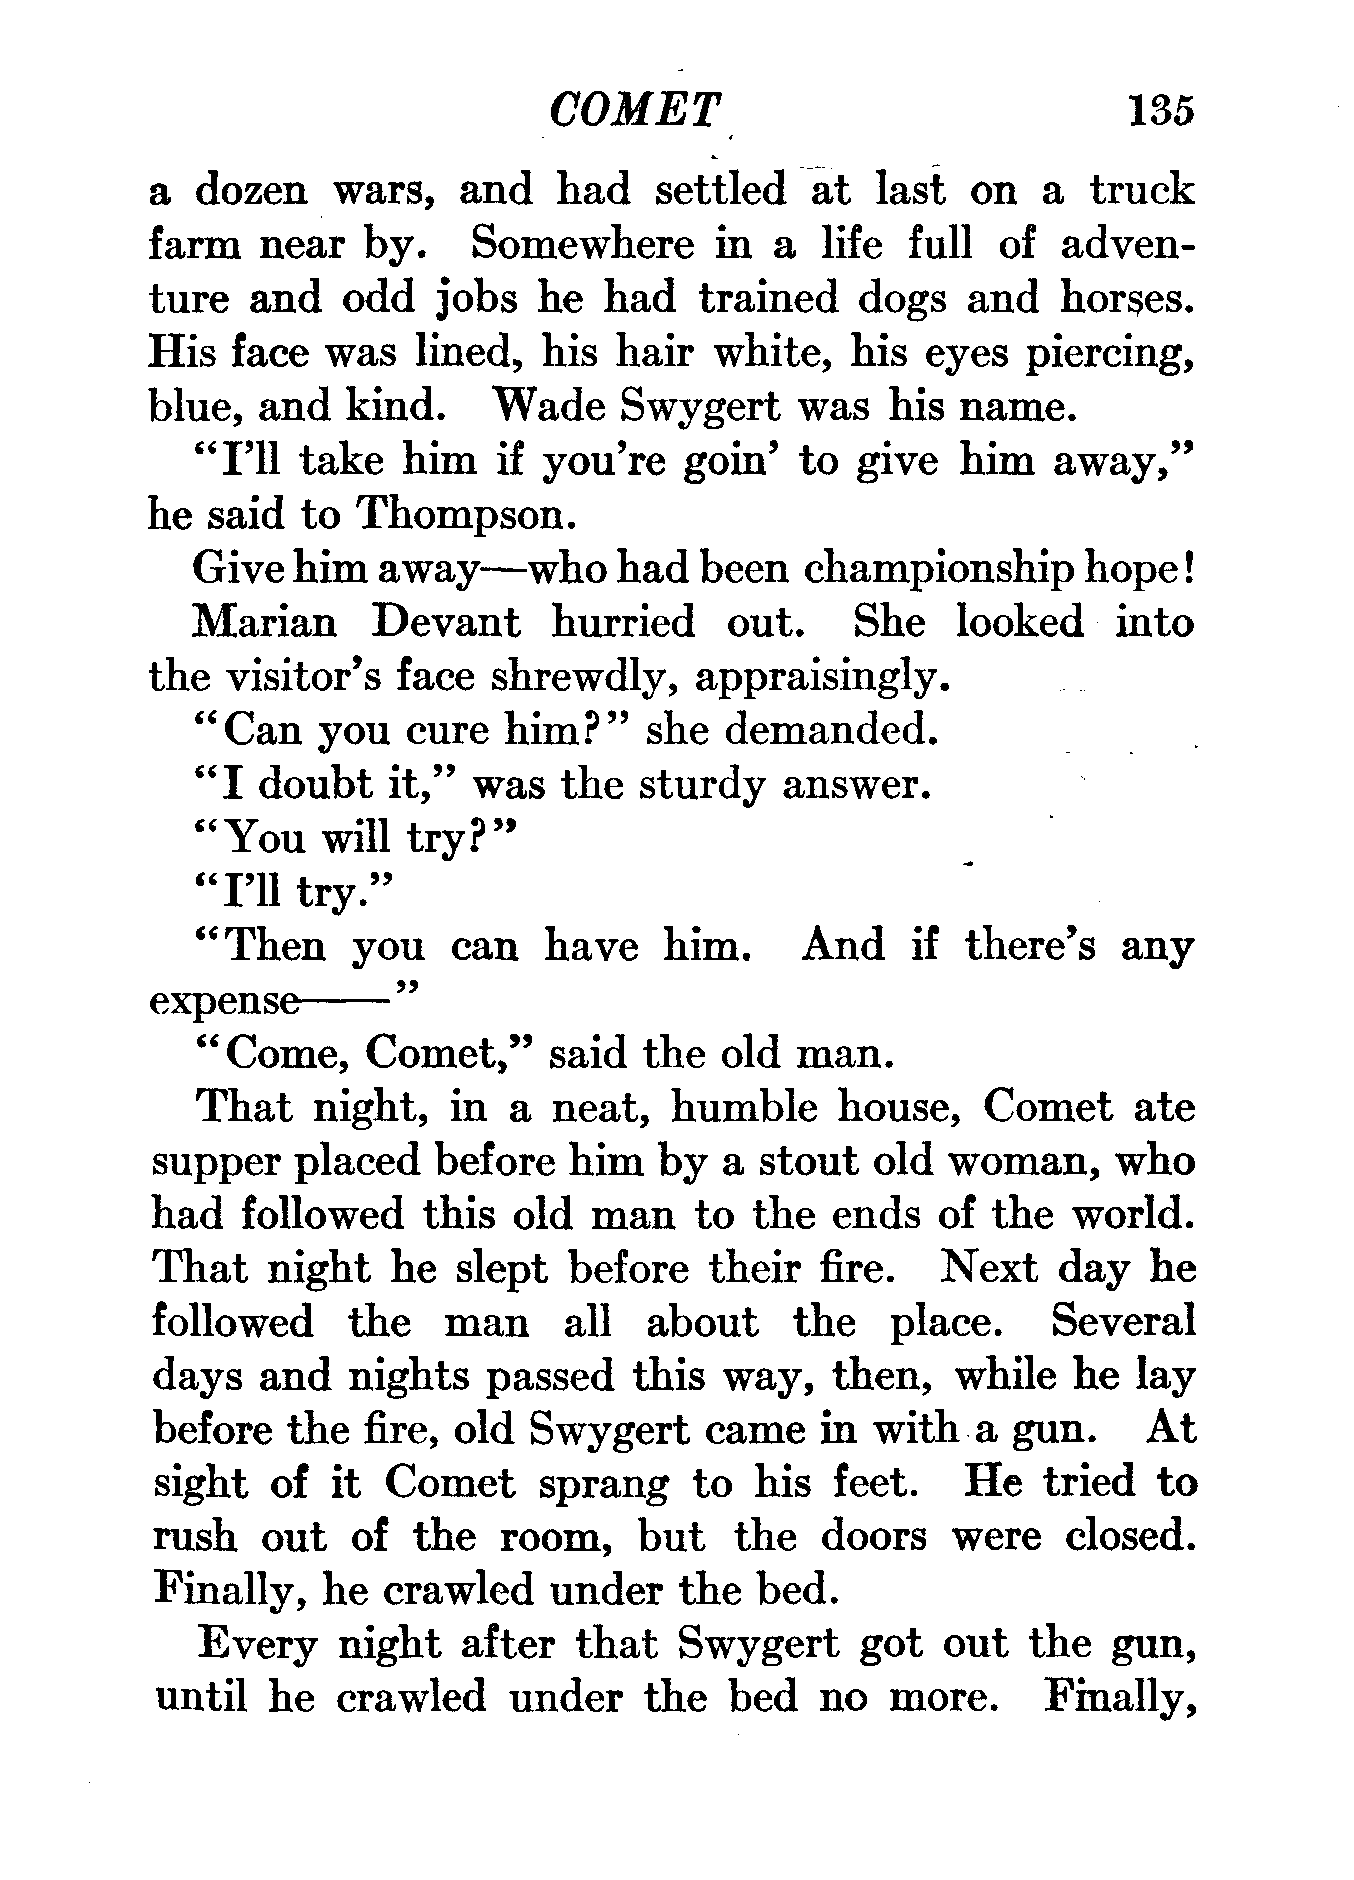 COMET 135
a dozen wars, and had settled at last on a truck
farm near by. Somewhere in a life full of adven-
ture and odd jobs he had trained dogs and horses.
His face was lined, his hair white, his eyes piercing,
blue, and kind. Wade Swygert was his name.
"I'll take him if you're goin' to give him away,"
he said to Thompson.
Give him away—who had been championship hope!
Marian Devant hurried out. She looked into
the visitor's face shrewdly, appraisingly.
"Can you cure him?" she demanded.
"I doubt it," was the sturdy answer.
"You will try?"
"I'll try."
"Then you can have him. And if there's any
expense——"
"Come, Comet," said the old man.
That night, in a neat, humble house, Comet ate
supper placed before him by a stout old woman, who
had followed this old man to the ends of the world.
That night he slept before their fire. Next day he
followed the man all about the place. Several
days and nights passed this way, then, while he lay
before the fire, old Swygert came in with a gun. At
sight of it Comet sprang to his feet. He tried to
rush out of the room, but the doors were closed.
Finally, he crawled under the bed.
Every night after that Swygert got out the gun,
until he crawled under the bed no more. Finally,